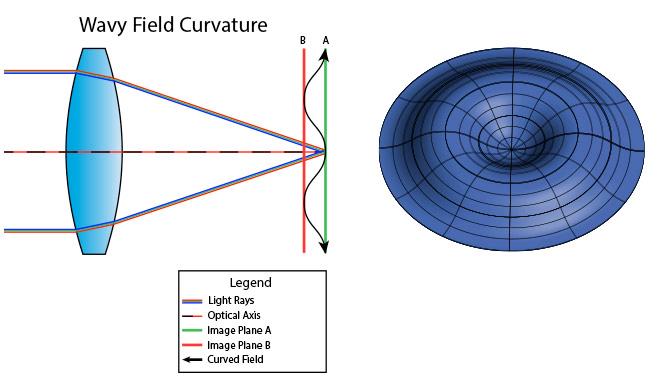 Wavy Field Curvature
B A
Legend
Light Rays
Optical Axis
Image Plane A
Image Plane B
Curved Field